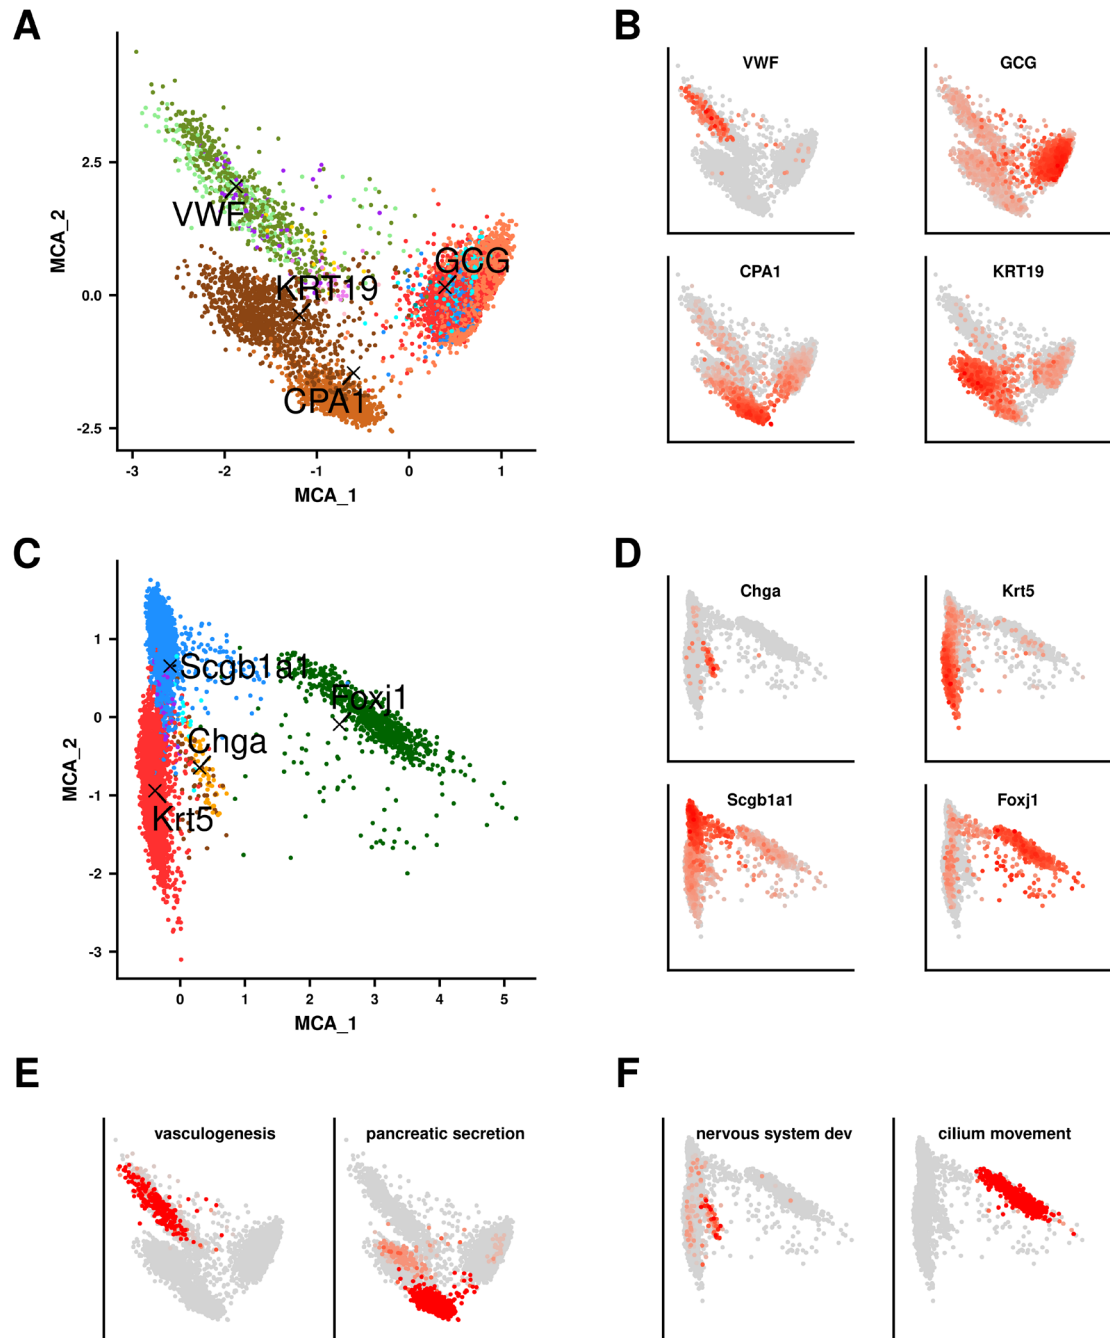 A
MCA_2
2.5
0.0
-2.5
VWF
GCG
KRT19
CPA1
-3
-2
-1
0
1
MCA_1
B
VWF
GCG
CPA1
KRT19
C
MCA_2
1
0
-1
-2
-3
Scgb1a1
Foxj1
Chga
Krt5
0
1
2
3
4
5
MCA_1
D
Chga
Krt5
Scgb1a1
Foxj1
E
vasculogenesis
pancreatic secretion
F
nervous system dev
cilium movement